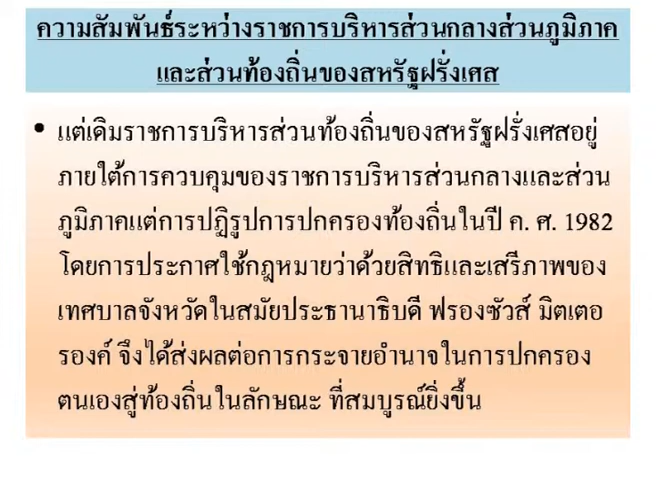 ความสัมพันธ์ระหว่างราชการบริหารส่วนกลางส่วนภูมิภาค
และส่วนท้องถิ่นของสหรัฐฝรั่งเศส
• แต่เดิมราชการบริหารส่วนท้องถิ่นของสหรัฐฝรั่งเศสอยู่
ภายใต้การควบคุมของราชการบริหารส่วนกลางและส่วน
ภูมิภาคแต่การปฏิรูปการปกครองท้องถิ่นในปี ค. ศ. 1982
โดยการประกาศใช้กฎหมายว่าด้วยสิทธิและเสรีภาพของ
เทศบาลจังหวัดในสมัยประธานาธิบดี ฟรองซัวส์ มิตเตอ
รองค์ จึงได้ส่งผลต่อการกระจายอำนาจในการปกครอง
ตนเองสู่ท้องถิ่นในลักษณะ ที่สมบูรณ์ยิ่งขึ้น